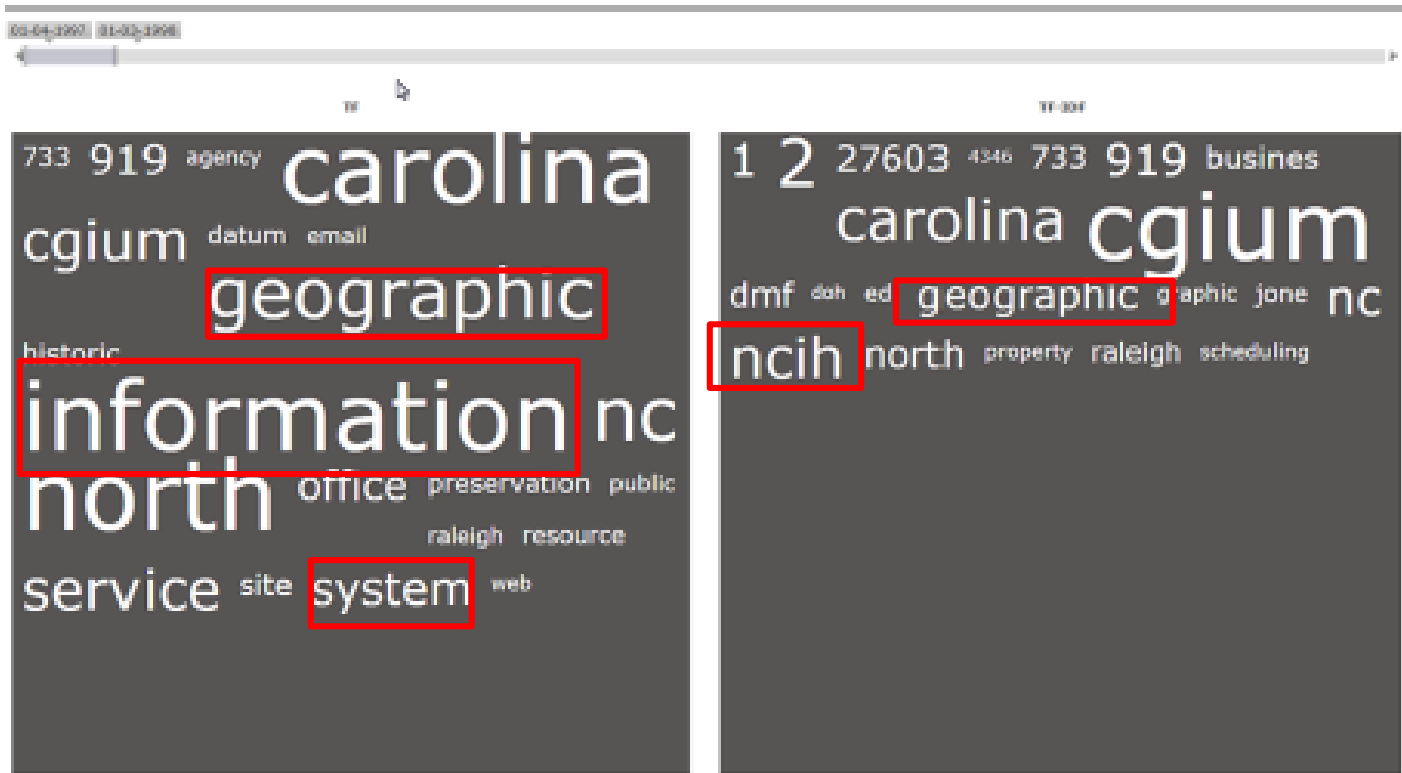 01-04-1997 01-03-1998
TF
TF-IDF
733 919 agency carolina
cgium datum email
geographic
historic
information nc
north office preservation public
raleigh resource
service site system web
1 2 27603 4346 733 919 busines
carolina cgium
dmf doh ed geographic graphic jone nc
ncih north property raleigh scheduling